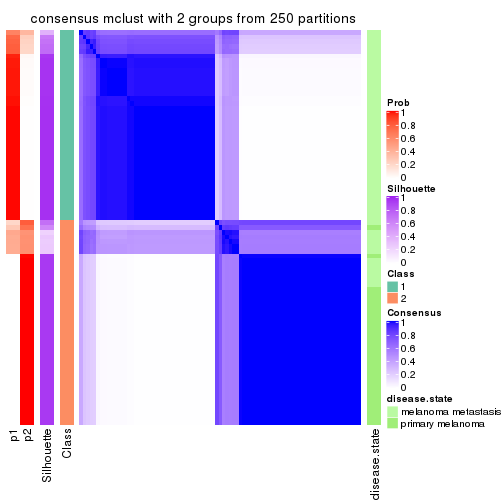 consensus mclust with 2 groups from 250 partitions
Prob
1
0.8
0.6
0.4
0.2
0
Silhouette
1
0.8
0.6
0.4
0.2
0
Class
1
2
Consensus
1
0.8
0.6
0.4
0.2
0
disease.state
melanoma metastasis
primary melanoma
p1
p2
Silhouette
Class
disease.state